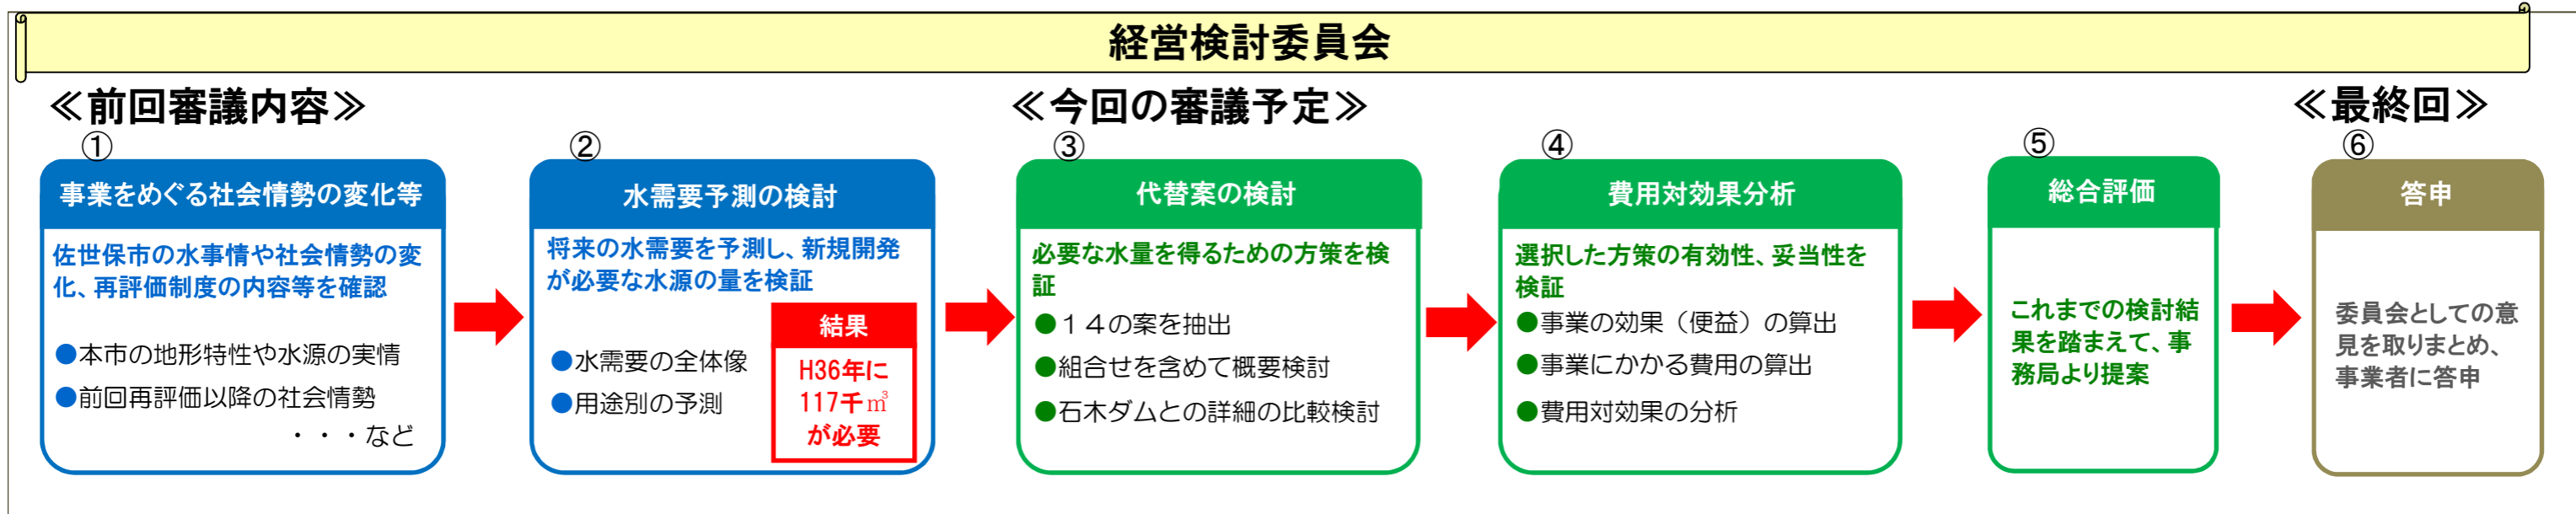 経営検討委員会
≪前回審議内容≫
≪今回の審議予定≫
≪最終回≫
①
事業をめぐる社会情勢の変化等
佐世保市の水事情や社会情勢の変
化、再評価制度の内容等を確認
●本市の地形特性や水源の実情
●前回再評価以降の社会情勢
・・・など
②
水需要予測の検討
将来の水需要を予測し、新規開発
が必要な水源の量を検証
●水需要の全体像
●用途別の予測
結果
H36年に
117千㎥
が必要
③
代替案の検討
必要な水量を得るための方策を検
証
●１４の案を抽出
●組合せを含めて概要検討
●石木ダムとの詳細の比較検討
④
費用対効果分析
選択した方策の有効性、妥当性を
検証
●事業の効果（便益）の算出
●事業にかかる費用の算出
●費用対効果の分析
⑤
総合評価
これまでの検討結
果を踏まえて、事
務局より提案
⑥
答申
委員会としての意
見を取りまとめ、
事業者に答申